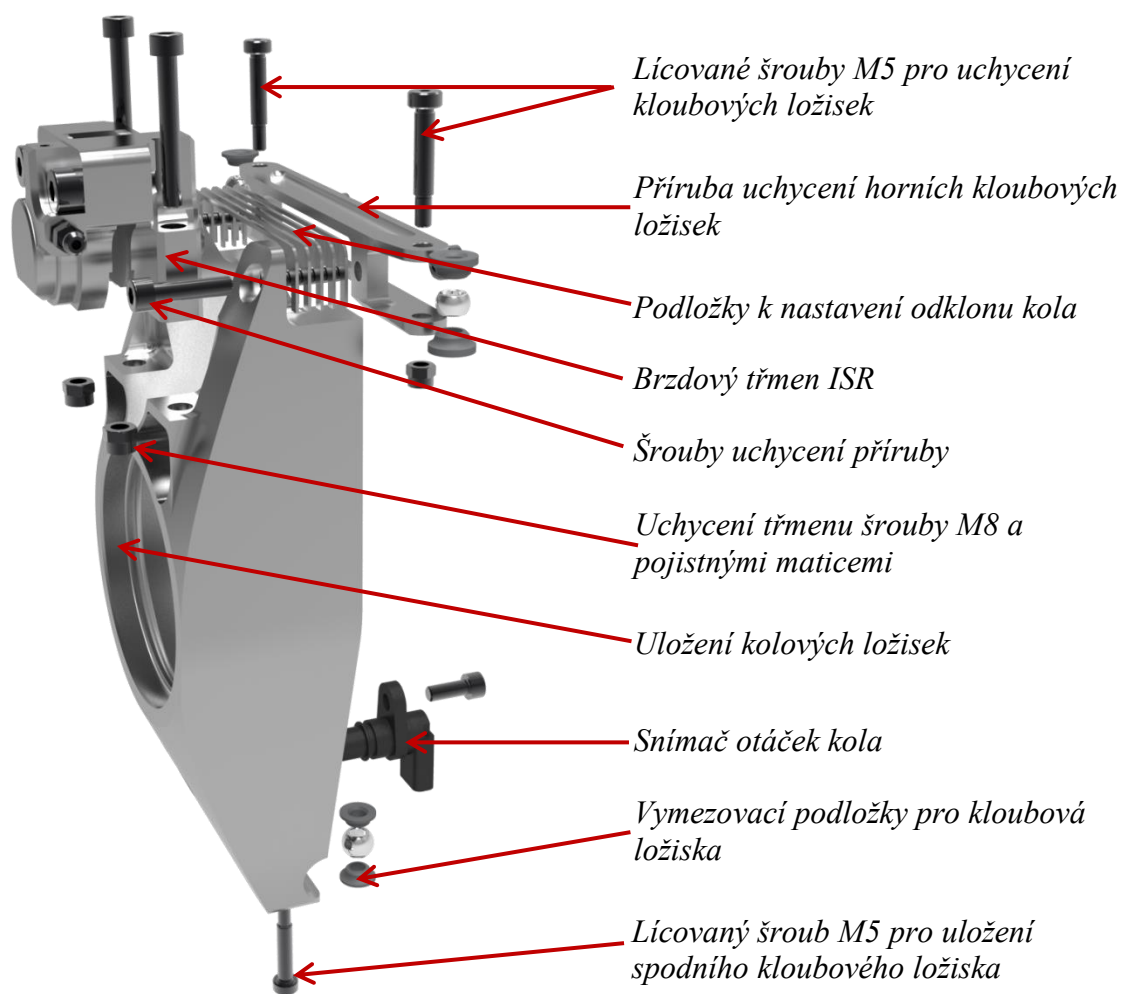 Lícované šrouby M5 pro uchycení
kloubových ložisek
Příruba uchycení horních kloubových
ložisek
Podložky k nastavení odklonu kola
Brzdový třmen ISR
Šrouby uchycení příruby
Uchycení třmenu šrouby M8 a
pojistnými maticemi
Uložení kolových ložisek
Snímač otáček kola
Vymezovací podložky pro kloubová
ložiska
Lícovaný šroub M5 pro uložení
spodního kloubového ložiska